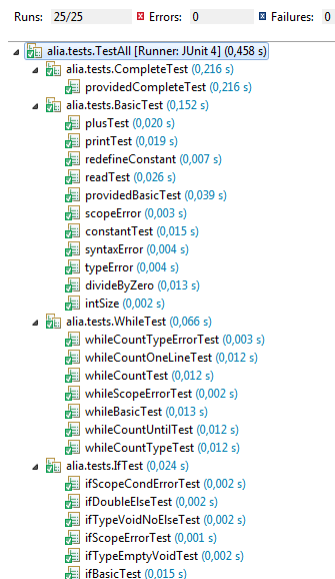 Runs: 25/25 Errors: 0 Failures: 0
alia.tests.TestAll [Runner: JUnit 4] (0,458 s)
alia.tests.CompleteTest (0,216 s)
providedCompleteTest (0,216 s)
alia.tests.BasicTest (0,152 s)
plusTest (0,020 s)
printTest (0,019 s)
redefineConstant (0,007 s)
readTest (0,026 s)
providedBasicTest (0,039 s)
scopeError (0,003 s)
constantTest (0,015 s)
syntaxError (0,004 s)
typeError (0,004 s)
divideByZero (0,013 s)
intSize (0,002 s)
alia.tests.WhileTest (0,066 s)
whileCountTypeErrorTest (0,003 s)
whileCountOneLineTest (0,012 s)
whileCountTest (0,012 s)
whileScopeErrorTest (0,002 s)
whileBasicTest (0,013 s)
whileCountUntilTest (0,012 s)
whileCountTypeTest (0,012 s)
alia.tests.IfTest (0,024 s)
ifScopeCondErrorTest (0,002 s)
ifDoubleElseTest (0,002 s)
ifTypeVoidNoElseTest (0,002 s)
ifScopeErrorTest (0,001 s)
ifTypeEmptyVoidTest (0,002 s)
ifBasicTest (0,015 s)